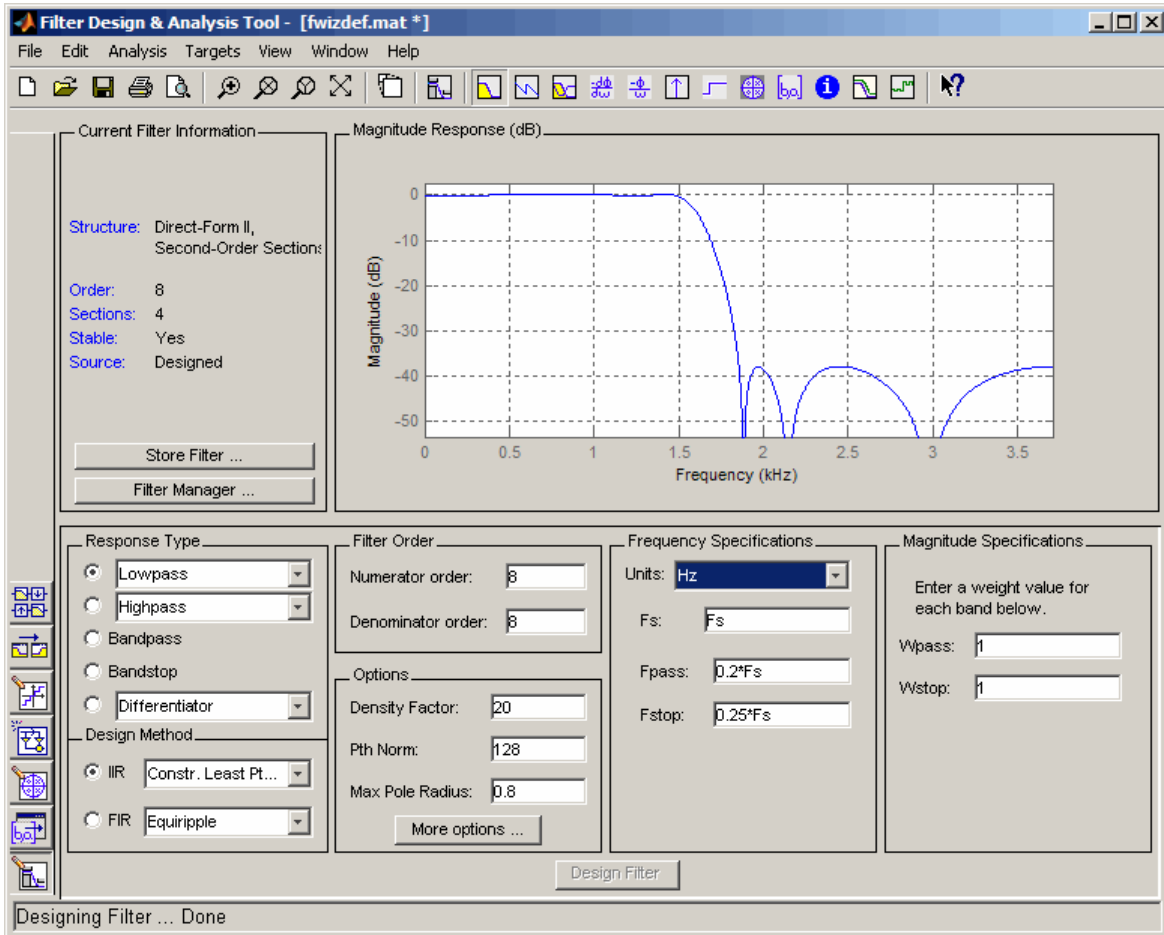 Filter Design & Analysis Tool - [fwizdef.mat *]
File Edit Analysis Targets View Window Help
Current Filter Information
Structure: Direct-Form II,
Second-Order Sections
Order: 8
Sections: 4
Stable: Yes
Source: Designed
Store Filter ...
Filter Manager ...
Magnitude Response (dB)
Magnitude (dB)
0
-10
-20
-30
-40
-50
0 0.5 1 1.5 2 2.5 3 3.5
Frequency (kHz)
Response Type
Lowpass
Highpass
Bandpass
Bandstop
Differentiator
Design Method
IIR Constr. Least Pt...
FIR Equiripple
Filter Order
Numerator order: 8
Denominator order: 8
Options
Density Factor: 20
Pth Norm: 128
Max Pole Radius: 0.8
More options ...
Frequency Specifications
Units: Hz
Fs: Fs
Fpass: 0.2*Fs
Fstop: 0.25*Fs
Magnitude Specifications
Enter a weight value for
each band below.
Wpass: 1
Wstop: 1
Design Filter
Designing Filter ... Done